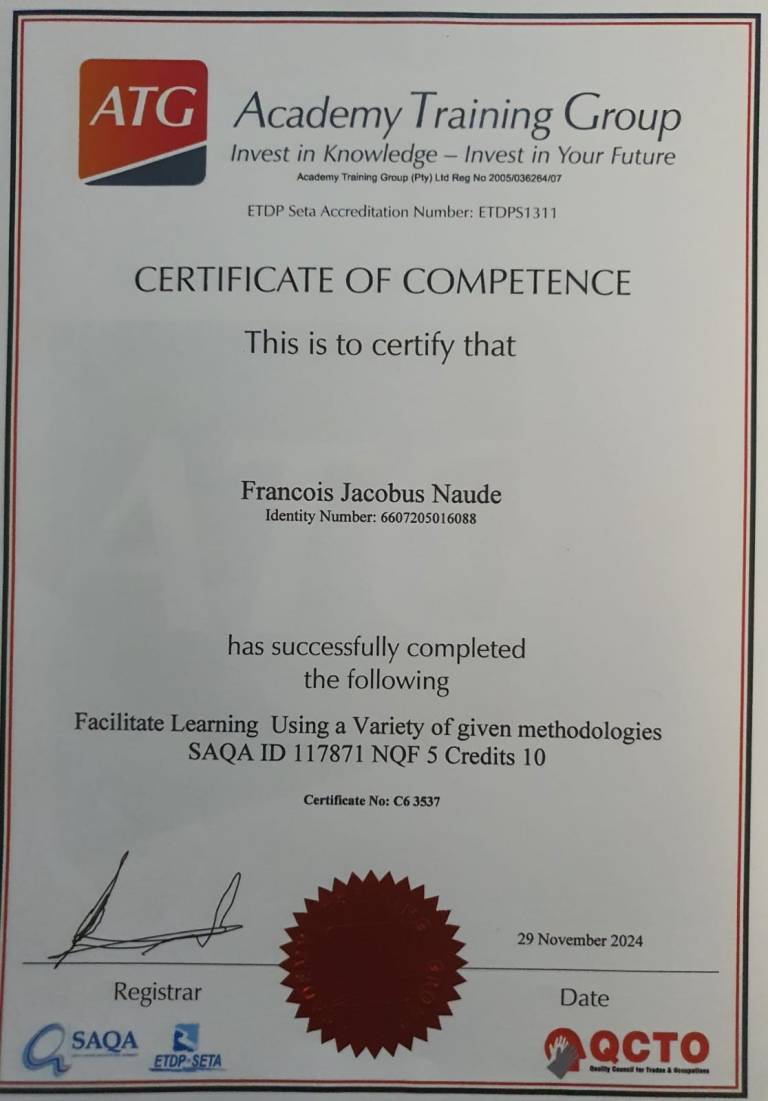 ATG
Academy Training Group
Invest in Knowledge – Invest in Your Future
Academy Training Group (Pty) Ltd Reg No 2005/036264/07
ETDP Seta Accreditation Number: ETDPS1311
CERTIFICATE OF COMPETENCE
This is to certify that
Francois Jacobus Naude
Identity Number: 6607205016088
has successfully completed
the following
Facilitate Learning Using a Variety of given methodologies
SAQA ID 117871 NQF 5 Credits 10
Certificate No: C6 3537
29 November 2024
Registrar
Date
SAQA
ETDP-SETA
QCTO
Quality Council for Trades & Occupations